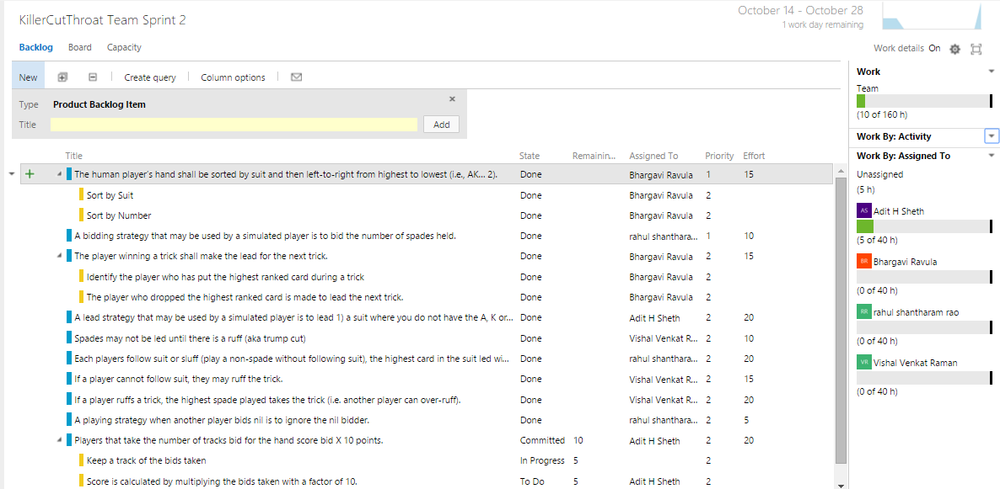 KillerCutThroat Team Sprint 2
October 14 - October 28
1 work day remaining
Backlog Board Capacity
Work details On
New Create query Column options
Type Product Backlog Item
Title Add
Title State Remainin... Assigned To Priority Effort
The human player's hand shall be sorted by suit and then left-to-right from highest to lowest (i.e., AK... 2). Done Bhargavi Ravula 1 15
Sort by Suit Done Bhargavi Ravula 2
Sort by Number Done Bhargavi Ravula 2
A bidding strategy that may be used by a simulated player is to bid the number of spades held. Done rahul shanthara... 1 10
The player winning a trick shall make the lead for the next trick. Done Bhargavi Ravula 2 15
Identify the player who has put the highest ranked card during a trick Done Bhargavi Ravula 2
The player who dropped the highest ranked card is made to lead the next trick. Done Bhargavi Ravula 2
A lead strategy that may be used by a simulated player is to lead 1) a suit where you do not have the A, K or... Done Adit H Sheth 2 20
Spades may not be led until there is a ruff (aka trump cut) Done Vishal Venkat R... 2 10
Each players follow suit or sluff (play a non-spade without following suit), the highest card in the suit led wi... Done rahul shanthara... 2 20
If a player cannot follow suit, they may ruff the trick. Done Vishal Venkat R... 2 15
If a player ruffs a trick, the highest spade played takes the trick (i.e. another player can over-ruff). Done Vishal Venkat R... 2 20
A playing strategy when another player bids nil is to ignore the nil bidder. Done rahul shanthara... 2 5
Players that take the number of tracks bid for the hand score bid X 10 points. Committed 10 Adit H Sheth 2 20
Keep a track of the bids taken In Progress 5 2
Score is calculated by multiplying the bids taken with a factor of 10. To Do 5 Adit H Sheth 2
Work
Team
(10 of 160 h)
Work By: Activity
Work By: Assigned To
Unassigned
(5 h)
AS Adit H Sheth
(5 of 40 h)
BR Bhargavi Ravula
(0 of 40 h)
RR rahul shantharam rao
(0 of 40 h)
VR Vishal Venkat Raman
(0 of 40 h)